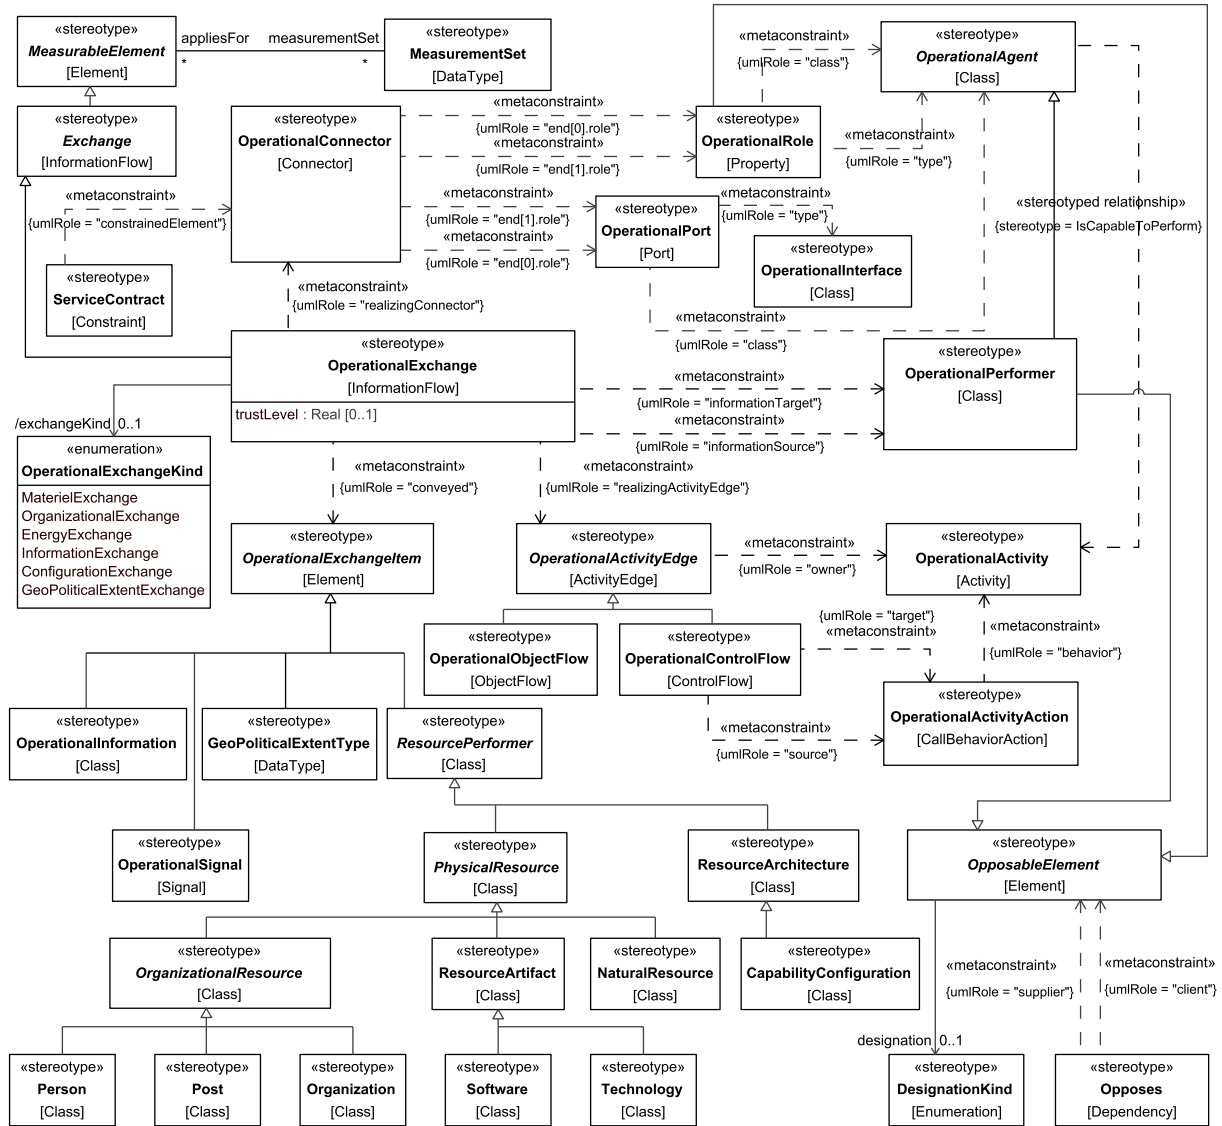 «stereotype»
MeasurableElement
[Element]
appliesFor
measurementSet
*
*
«stereotype»
MeasurementSet
[DataType]
«metaconstraint»
{umlRole = "class"}
«stereotype»
OperationalAgent
[Class]
«stereotype»
Exchange
[InformationFlow]
«stereotype»
OperationalConnector
[Connector]
«metaconstraint»
{umlRole = "end[0].role"}
«metaconstraint»
{umlRole = "end[1].role"}
«stereotype»
OperationalRole
[Property]
«metaconstraint»
{umlRole = "type"}
«metaconstraint»
{umlRole = "constrainedElement"}
«metaconstraint»
{umlRole = "end[1].role"}
«metaconstraint»
{umlRole = "end[0].role"}
«stereotype»
OperationalPort
[Port]
«metaconstraint»
{umlRole = "type"}
«stereotyped relationship»
{stereotype = IsCapableToPerform}
«stereotype»
OperationalInterface
[Class]
«stereotype»
ServiceContract
[Constraint]
«metaconstraint»
{umlRole = "realizingConnector"}
«metaconstraint»
{umlRole = "class"}
«stereotype»
OperationalExchange
[InformationFlow]
trustLevel : Real [0..1]
«metaconstraint»
{umlRole = "informationTarget"}
«metaconstraint»
{umlRole = "informationSource"}
«stereotype»
OperationalPerformer
[Class]
/exchangeKind
0..1
«enumeration»
OperationalExchangeKind
MaterielExchange
OrganizationalExchange
EnergyExchange
InformationExchange
ConfigurationExchange
GeoPoliticalExtentExchange
«metaconstraint»
{umlRole = "conveyed"}
«metaconstraint»
{umlRole = "realizingActivityEdge"}
«stereotype»
OperationalExchangeItem
[Element]
«stereotype»
OperationalActivityEdge
[ActivityEdge]
«metaconstraint»
{umlRole = "owner"}
«stereotype»
OperationalActivity
[Activity]
«stereotype»
OperationalObjectFlow
[ObjectFlow]
«stereotype»
OperationalControlFlow
[ControlFlow]
{umlRole = "target"}
«metaconstraint»
«metaconstraint»
{umlRole = "behavior"}
«stereotype»
OperationalInformation
[Class]
«stereotype»
GeoPoliticalExtentType
[DataType]
«stereotype»
ResourcePerformer
[Class]
«metaconstraint»
{umlRole = "source"}
«stereotype»
OperationalActivityAction
[CallBehaviorAction]
«stereotype»
OperationalSignal
[Signal]
«stereotype»
PhysicalResource
[Class]
«stereotype»
ResourceArchitecture
[Class]
«stereotype»
OpposableElement
[Element]
«stereotype»
OrganizationalResource
[Class]
«stereotype»
ResourceArtifact
[Class]
«stereotype»
NaturalResource
[Class]
«stereotype»
CapabilityConfiguration
[Class]
«metaconstraint»
{umlRole = "supplier"}
«metaconstraint»
{umlRole = "client"}
designation
0..1
«stereotype»
Person
[Class]
«stereotype»
Post
[Class]
«stereotype»
Organization
[Class]
«stereotype»
Software
[Class]
«stereotype»
Technology
[Class]
«stereotype»
DesignationKind
[Enumeration]
«stereotype»
Opposes
[Dependency]